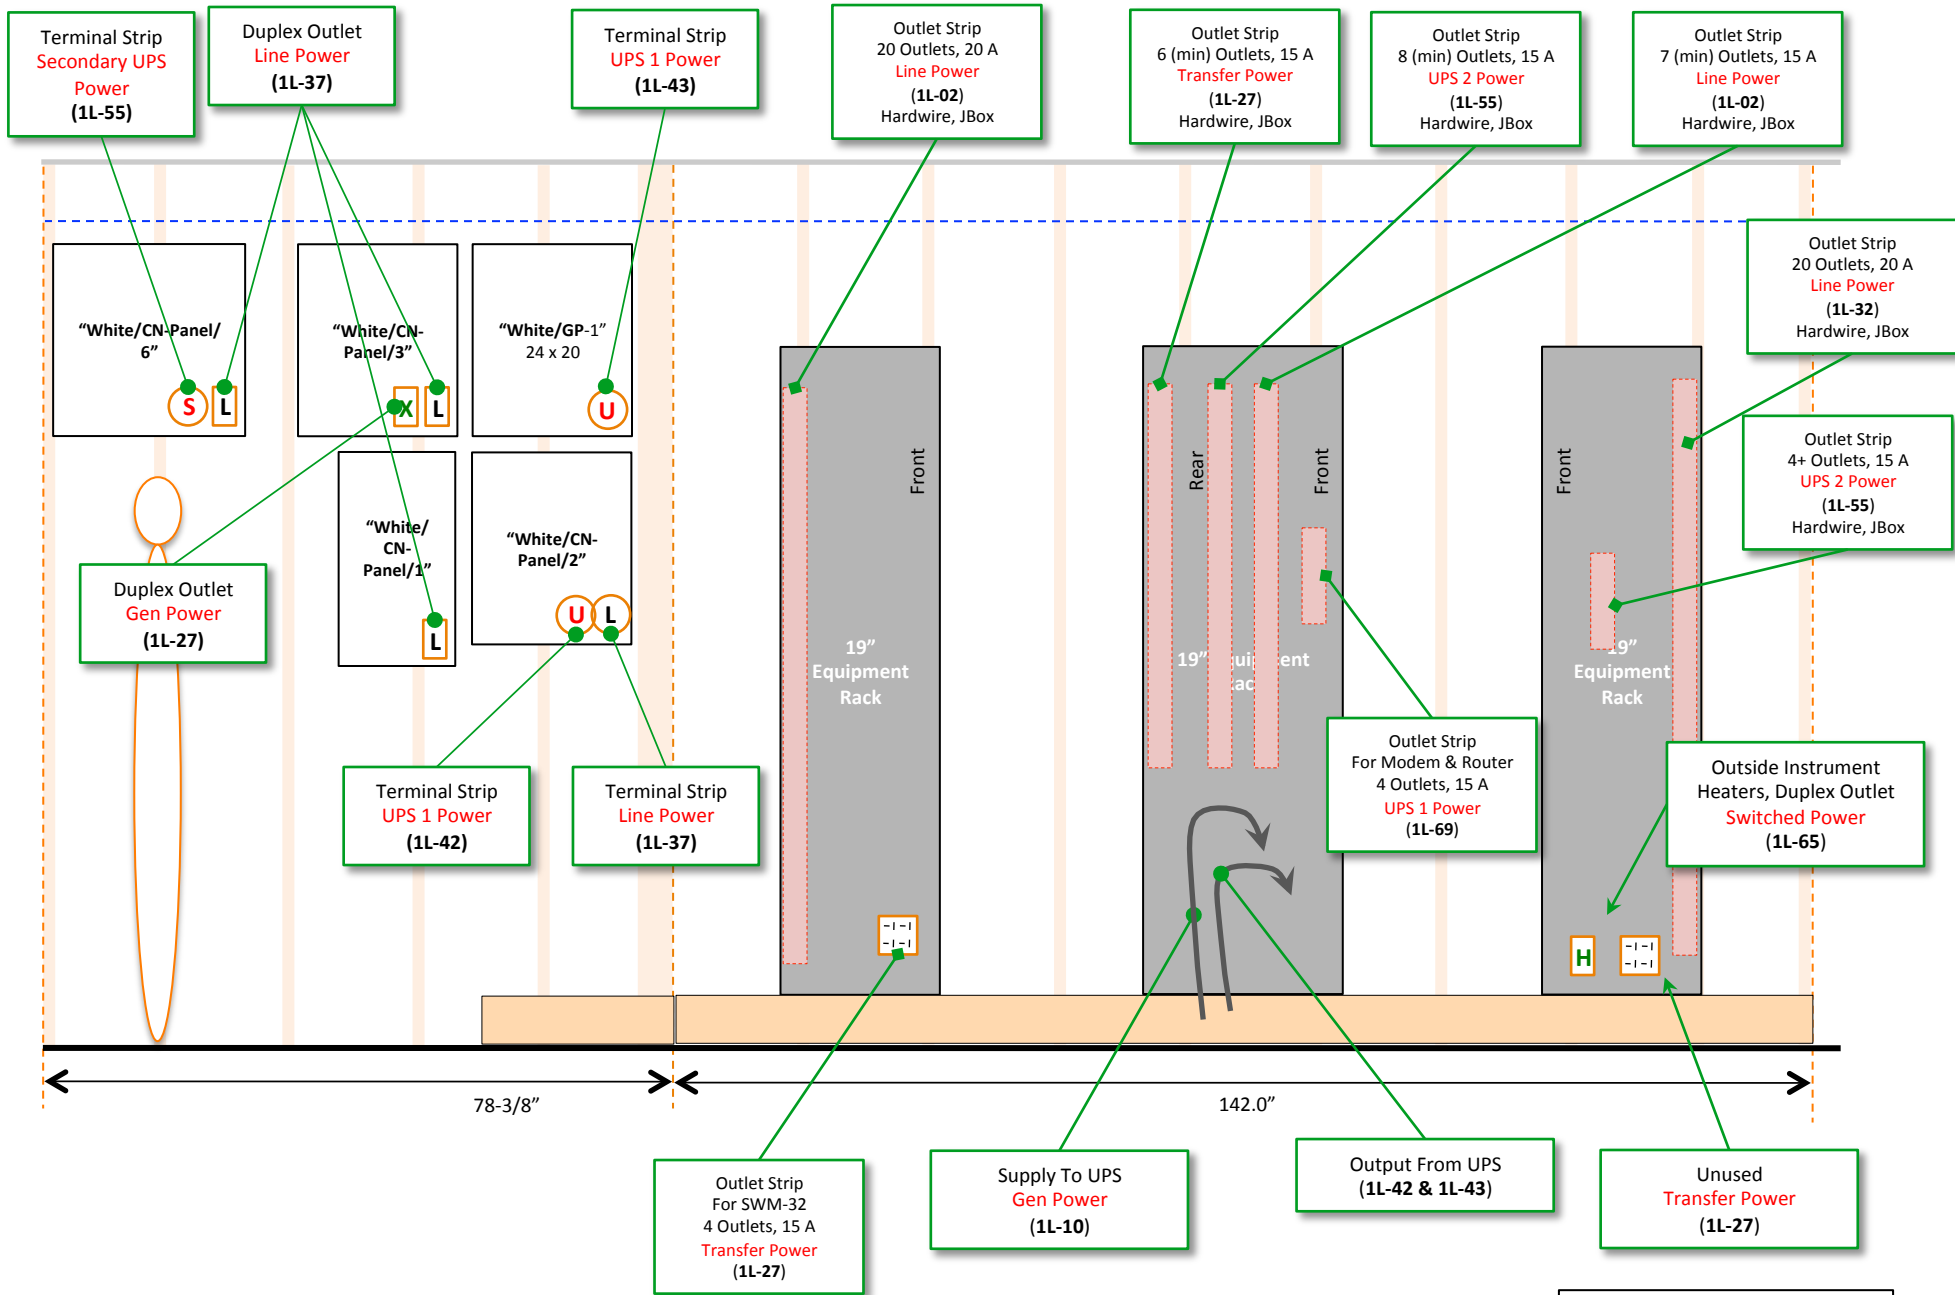 Terminal Strip
Secondary UPS
Power
(1L-55)
Duplex Outlet
Line Power
(1L-37)
Terminal Strip
UPS 1 Power
(1L-43)
Outlet Strip
20 Outlets, 20 A
Line Power
(1L-02)
Hardwire, JBox
Outlet Strip
6 (min) Outlets, 15 A
Transfer Power
(1L-27)
Hardwire, JBox
Outlet Strip
8 (min) Outlets, 15 A
UPS 2 Power
(1L-55)
Hardwire, JBox
Outlet Strip
7 (min) Outlets, 15 A
Line Power
(1L-02)
Hardwire, JBox
Outlet Strip
20 Outlets, 20 A
Line Power
(1L-32)
Hardwire, JBox
“White/CN-Panel/
6”
S
L
“White/CN-
Panel/3”
X
L
“White/GP-1”
24 x 20
U
“White/
CN-
Panel/1”
L
“White/CN-
Panel/2”
U
L
Front
Rear
Front
Front
Outlet Strip
4+ Outlets, 15 A
UPS 2 Power
(1L-55)
Hardwire, JBox
Duplex Outlet
Gen Power
(1L-27)
19”
Equipment
Rack
19”
19”
Equipment
Rack
Terminal Strip
UPS 1 Power
(1L-42)
Terminal Strip
Line Power
(1L-37)
Outlet Strip
For Modem & Router
4 Outlets, 15 A
UPS 1 Power
(1L-69)
Outside Instrument
Heaters, Duplex Outlet
Switched Power
(1L-65)
H
78-3/8”
142.0”
Outlet Strip
For SWM-32
4 Outlets, 15 A
Transfer Power
(1L-27)
Supply To UPS
Gen Power
(1L-10)
Output From UPS
(1L-42 & 1L-43)
Unused
Transfer Power
(1L-27)